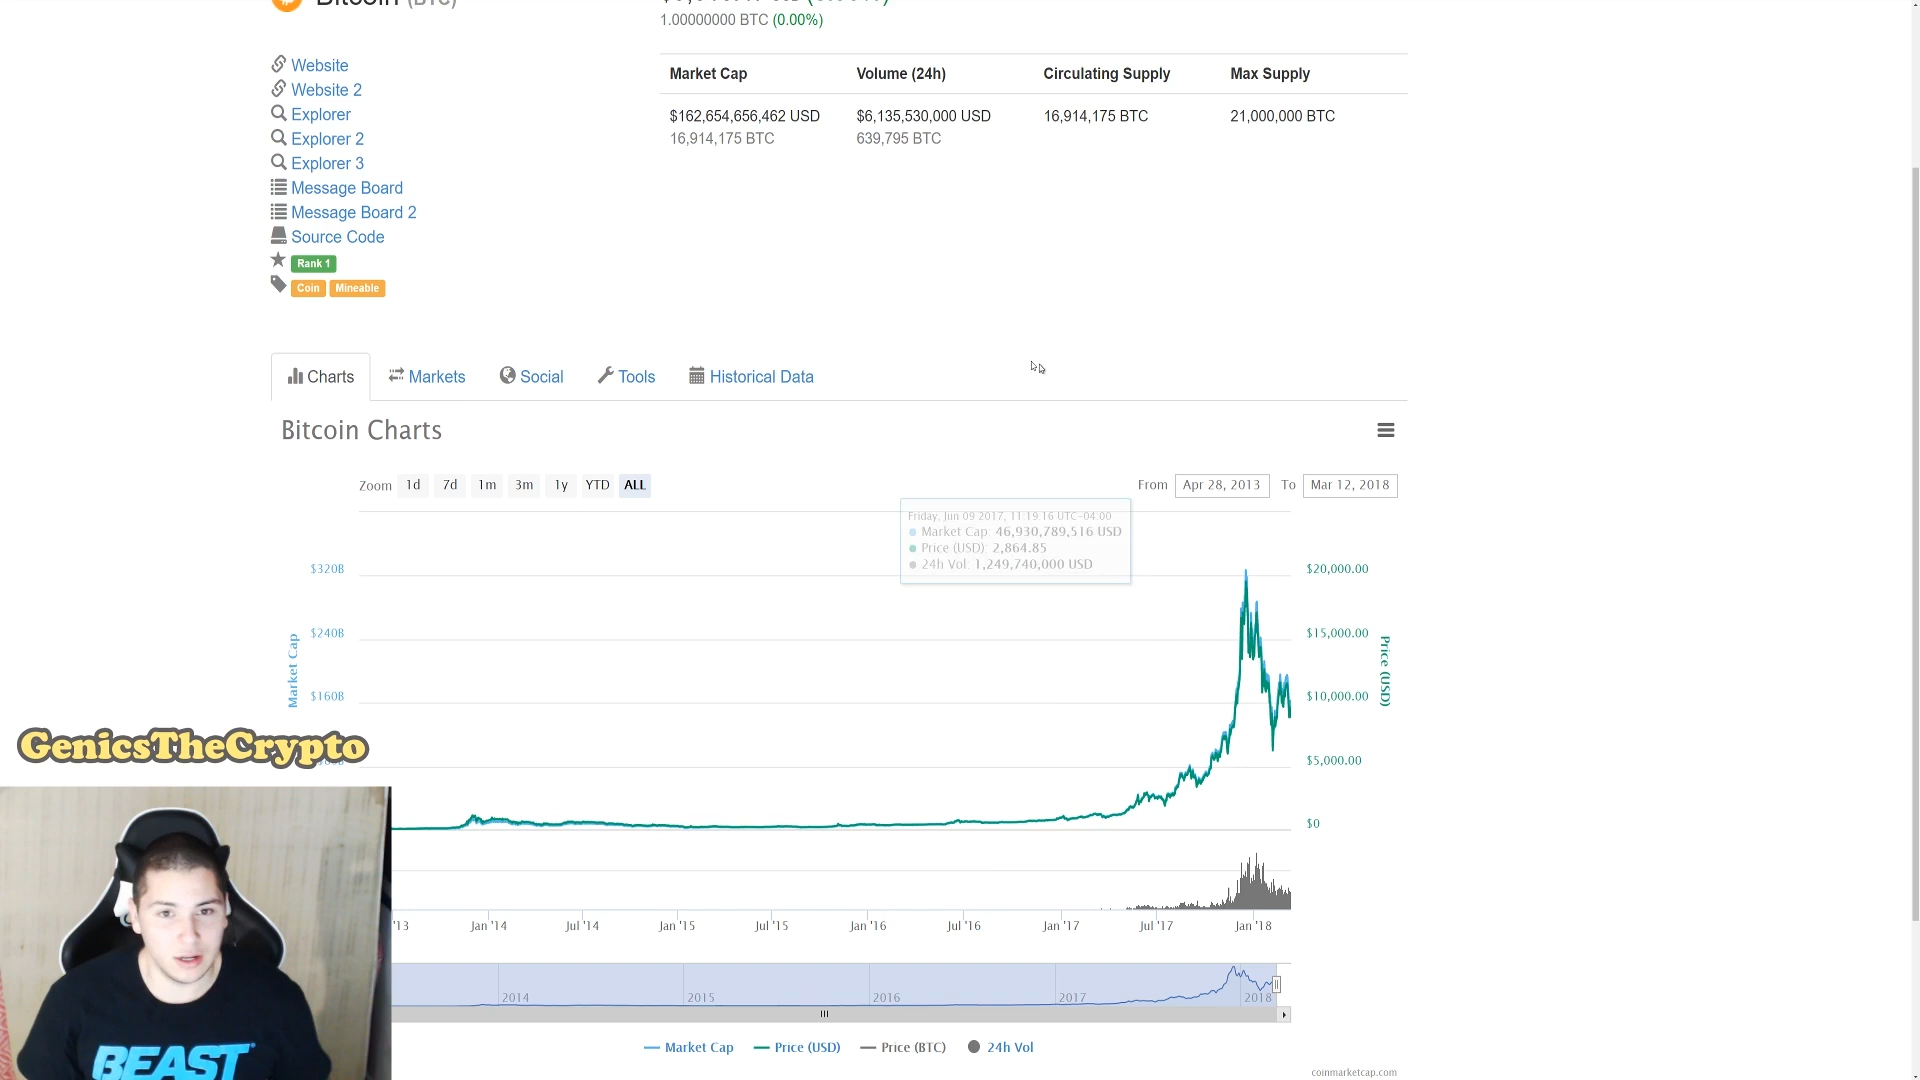 Bitcoin (BTC)
1.00000000 BTC (0.00%)
Website
Website 2
Explorer
Explorer 2
Explorer 3
Message Board
Message Board 2
Source Code
Rank 1
Coin Mineable
Market Cap Volume (24h) Circulating Supply Max Supply
$162,654,656,462 USD $6,135,530,000 USD 16,914,175 BTC 21,000,000 BTC
16,914,175 BTC 639,795 BTC
Charts Markets Social Tools Historical Data
Bitcoin Charts
Zoom 1d 7d 1m 3m 1y YTD ALL From Apr 28, 2013 To Mar 12, 2018
Friday, Jun 09 2017, 11:19:16 UTC-04:00
Market Cap: 46,930,789,516 USD
Price (USD): 2,864.85
24h Vol: 1,249,740,000 USD
$320B $20,000.00
$240B $15,000.00
Market Cap Price (USD)
$160B $10,000.00
GenicsTheCrypto
$5,000.00
$0
'13 Jan '14 Jul '14 Jan '15 Jul '15 Jan '16 Jul '16 Jan '17 Jul '17 Jan '18
2014 2015 2016 2017 2018
Market Cap Price (USD) Price (BTC) 24h Vol
BEAST
coinmarketcap.com